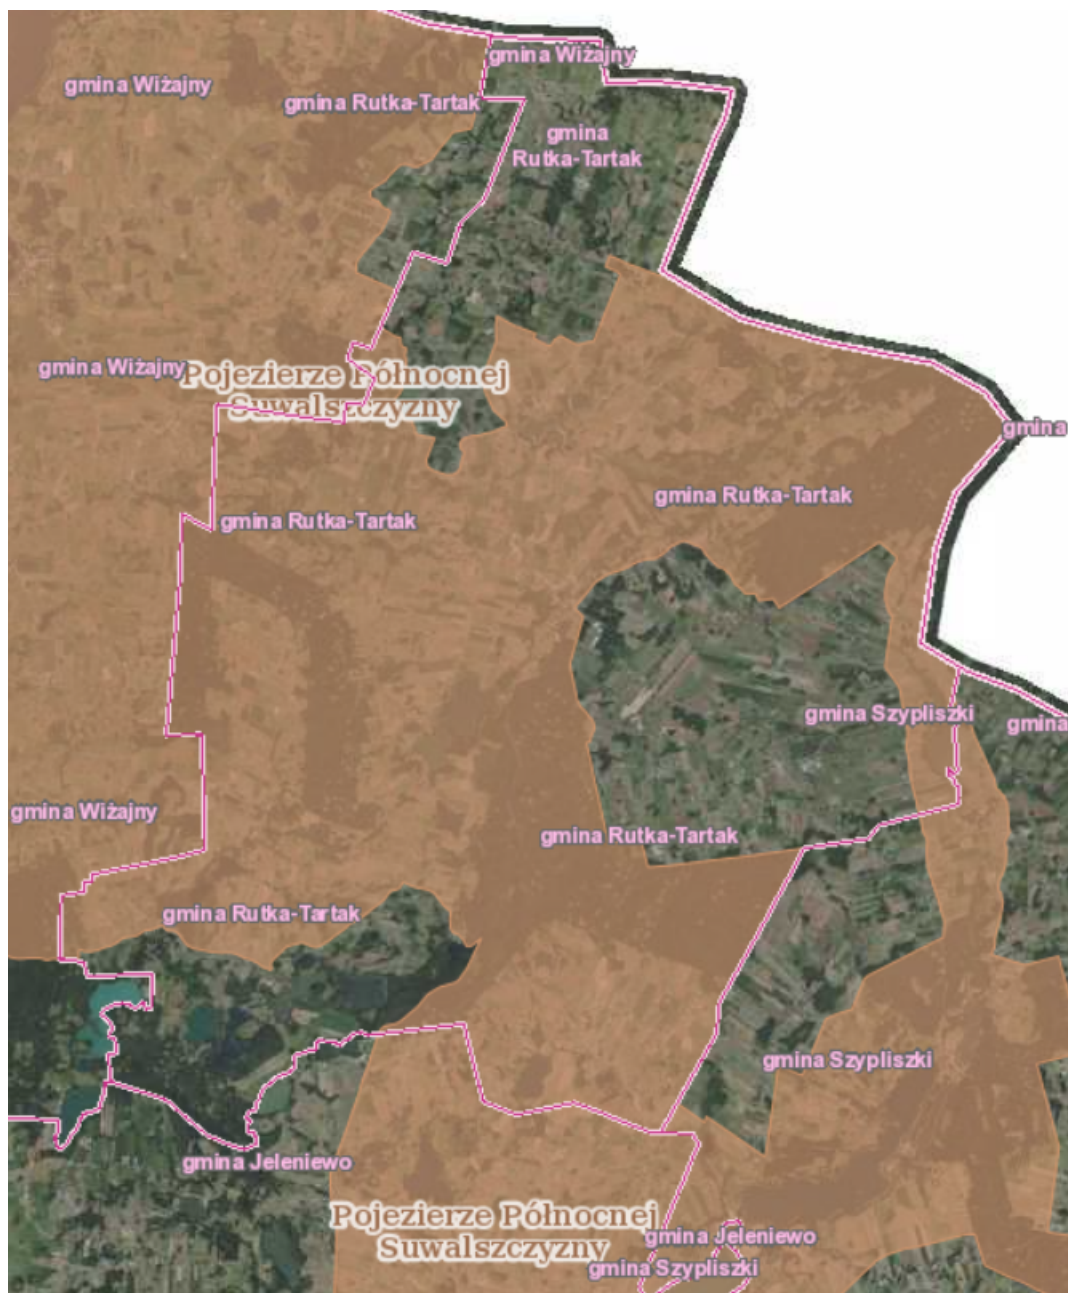 gmina Wiżajny
gmina Wiżajny
gmina Rutka-Tartak
gmina
Rutka-Tartak
gmina Wiżajny
Pojezierze Północnej
Suwalszczyzny
gmina
gmina Rutka-Tartak
gmina Rutka-Tartak
gmina Szypliszki
gmina
gmina Wiżajny
gmina Rutka-Tartak
gmina Rutka-Tartak
gmina Szypliszki
gmina Jeleniewo
Pojezierze Północnej
Suwalszczyzny
gmina Jeleniewo
gmina Szypliszki